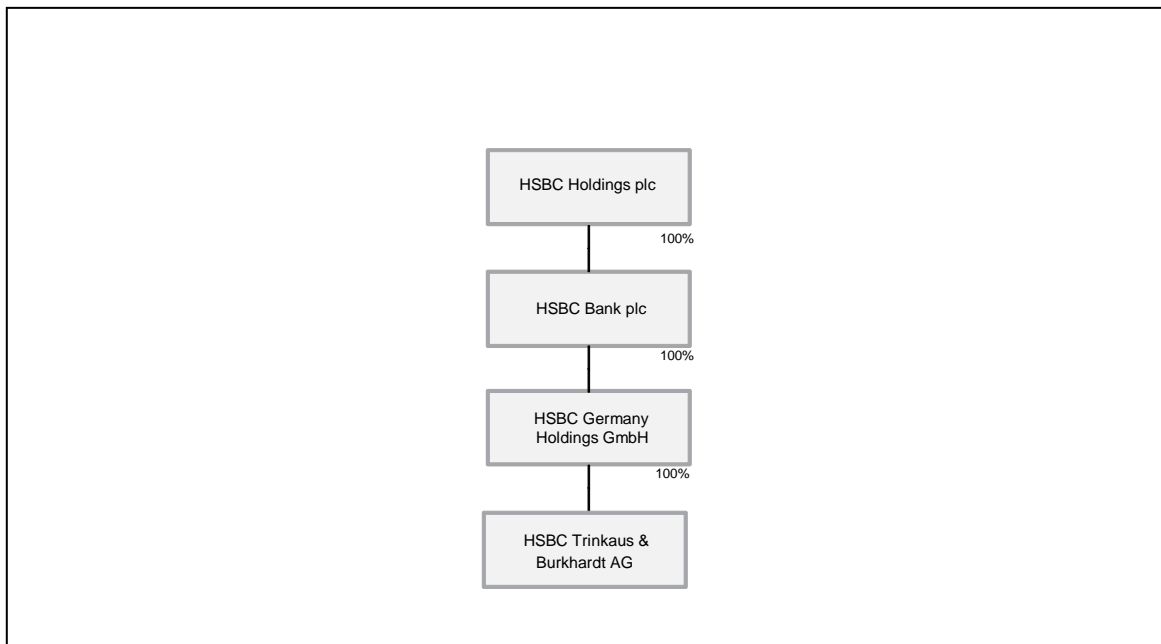 HSBC Holdings plc
100%
HSBC Bank plc
100%
HSBC Germany
Holdings GmbH
100%
HSBC Trinkaus &
Burkhardt AG